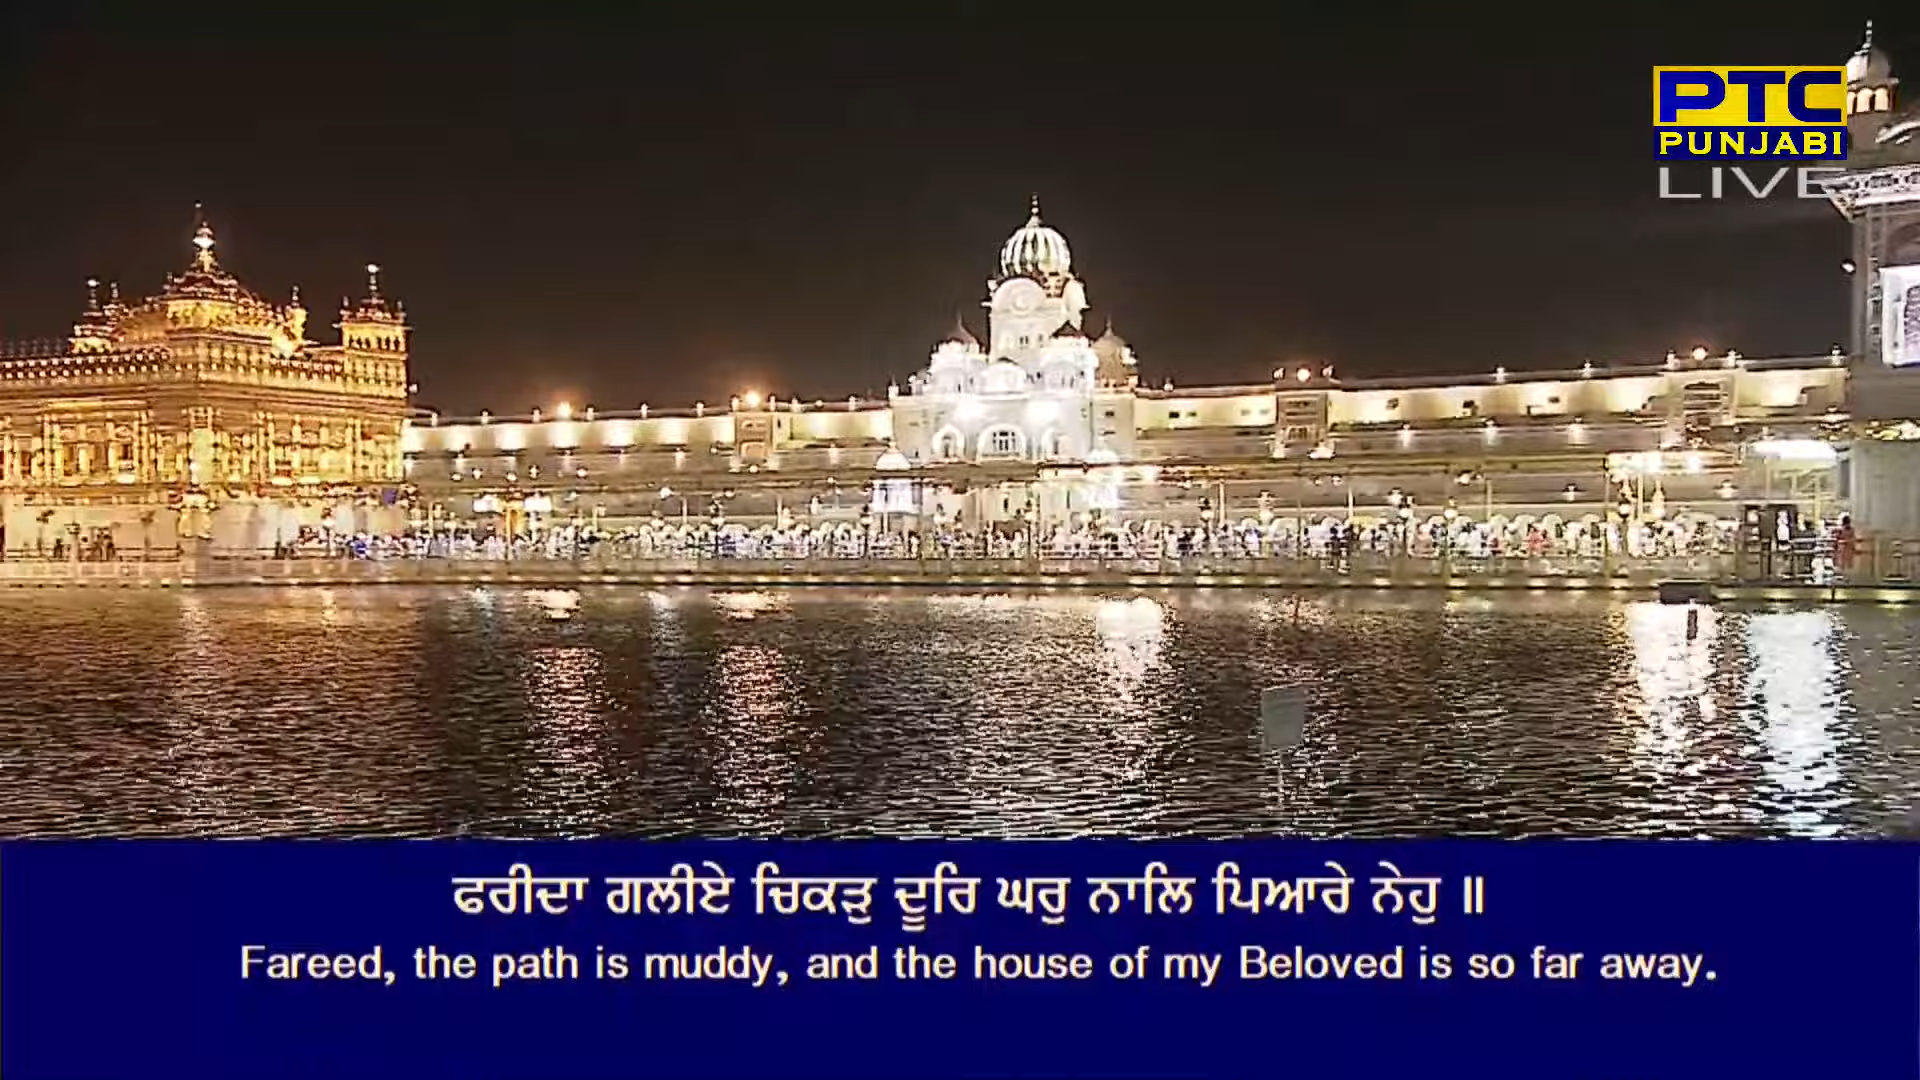 PTC
PUNJABI
LIVE
ਫਰੀਦਾ ਗਲੀਏ ਚਿਕੜੁ ਦੂਰਿ ਘਰੁ ਨਾਲਿ ਪਿਆਰੇ ਨੇਹੁ ॥
Fareed, the path is muddy, and the house of my Beloved is so far away.